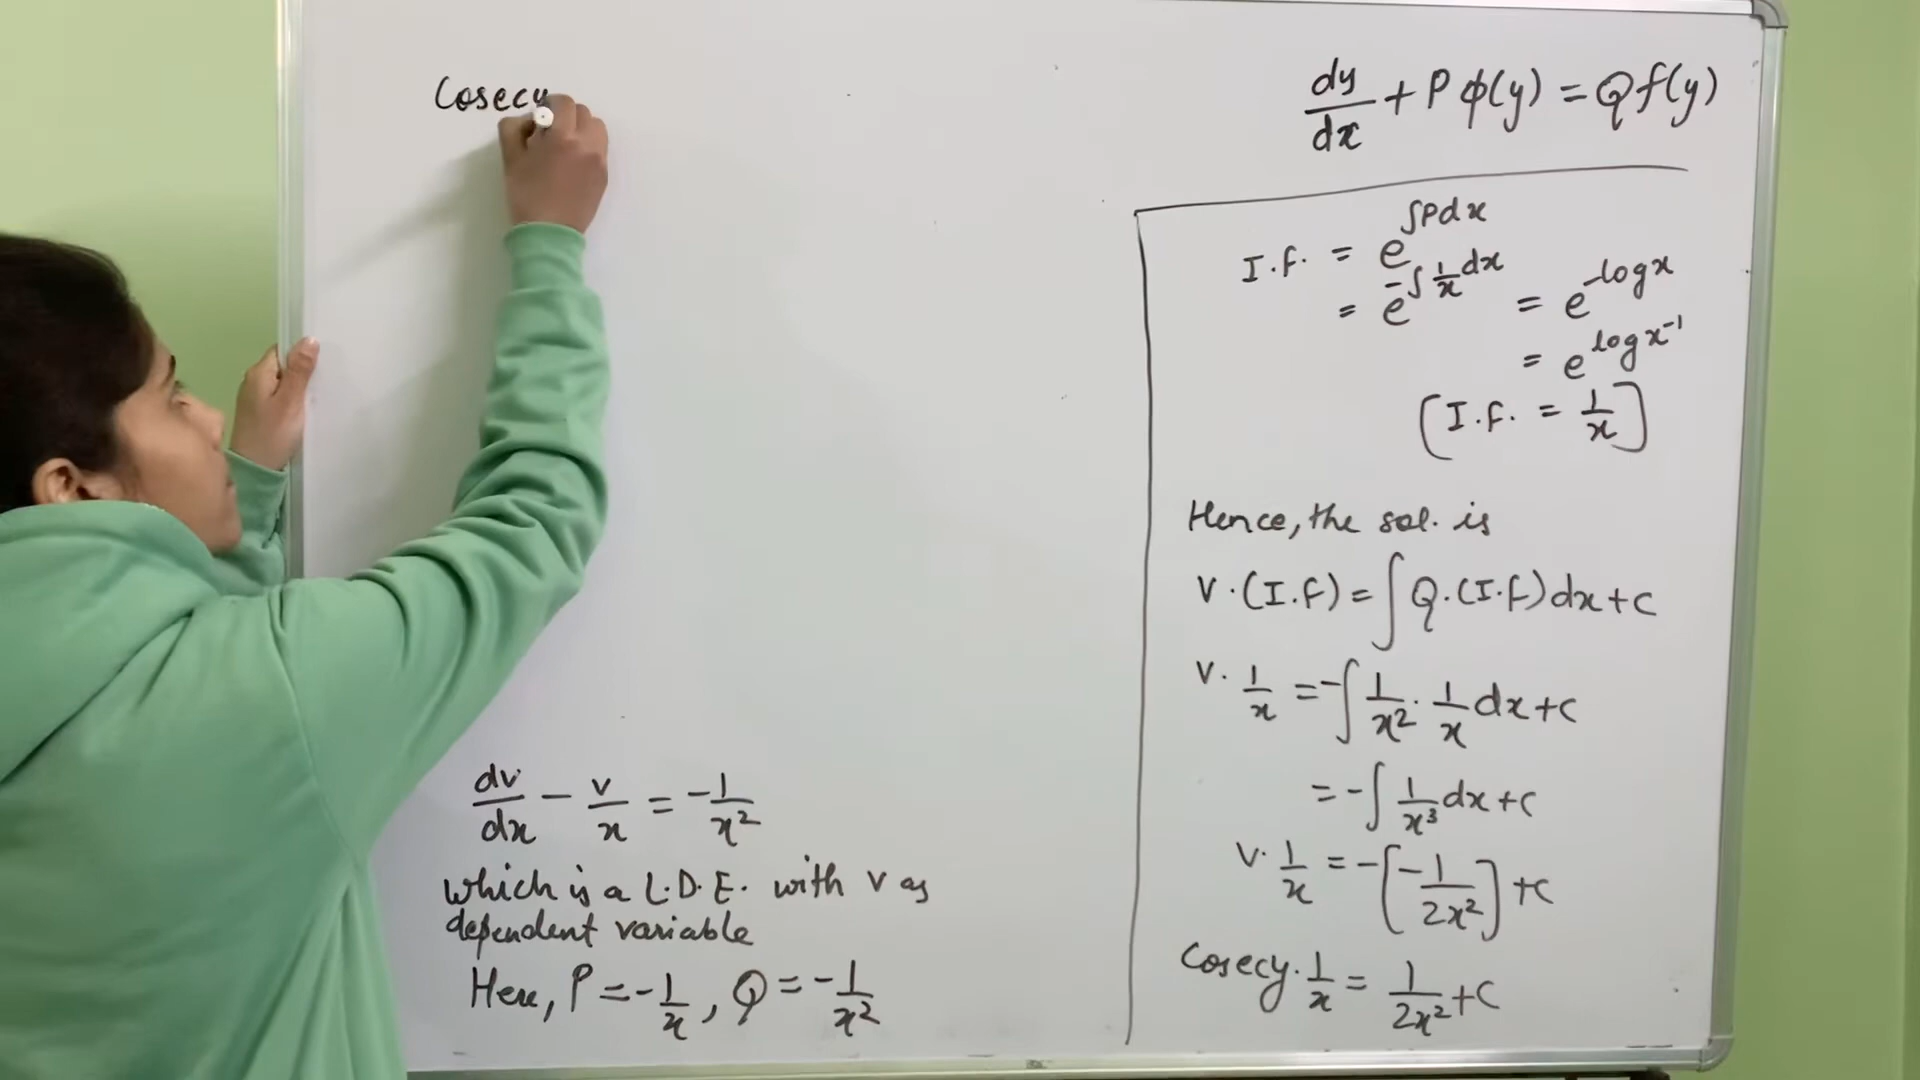 Cosecy
dy/dx + P φ(y) = Q f(y)
dv/dx - v/x = -1/x²
which is a L.D.E. with v as
dependent variable
Here, P = -1/x, Q = -1/x²
I.F. = e^∫Pdx
= e^-∫1/x dx = e^-logx
= e^logx⁻¹
[I.F. = 1/x]
Hence, the sol. is
V·(I.F) = ∫Q·(I.F)dx+c
V·1/x = -∫1/x²·1/x dx+c
= -∫1/x³ dx+c
V·1/x = -[-1/2x²]+c
Cosecy·1/x = 1/2x²+c